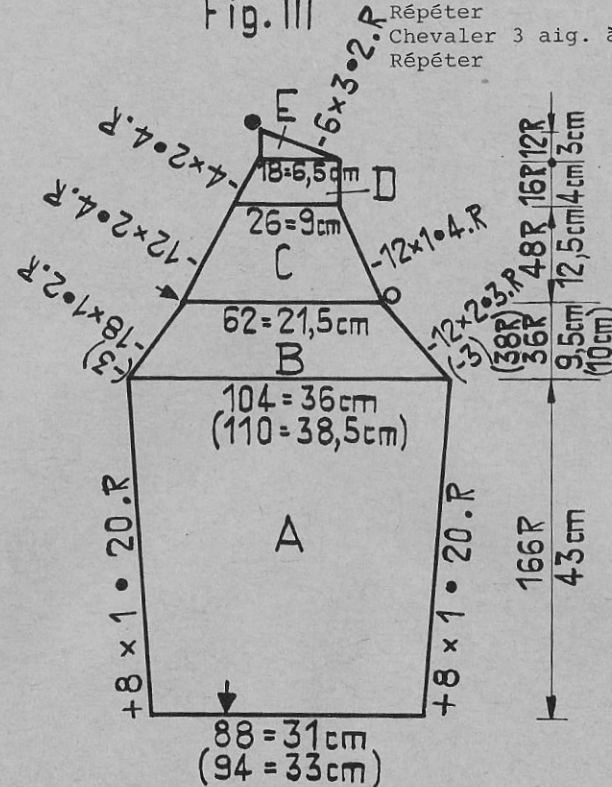 Fig. III
Répéter
Chevaler 3 aig. à
Répéter
-6×3•2.R
E
-4×2•4.R
18=6,5cm
D
12R
3cm
16R
4cm
-12×2•4.R
26=9cm
C
-12×1•4.R
48R
12,5cm
-18×1•2.R
(-3)
62=21,5cm
B
-12×2•3.R
(-3)
(38R)
36R
9,5cm
(10cm)
104=36cm
(110=38,5cm)
A
+8×1•20.R
+8×1•20.R
166R
43cm
88=31cm
(94=33cm)